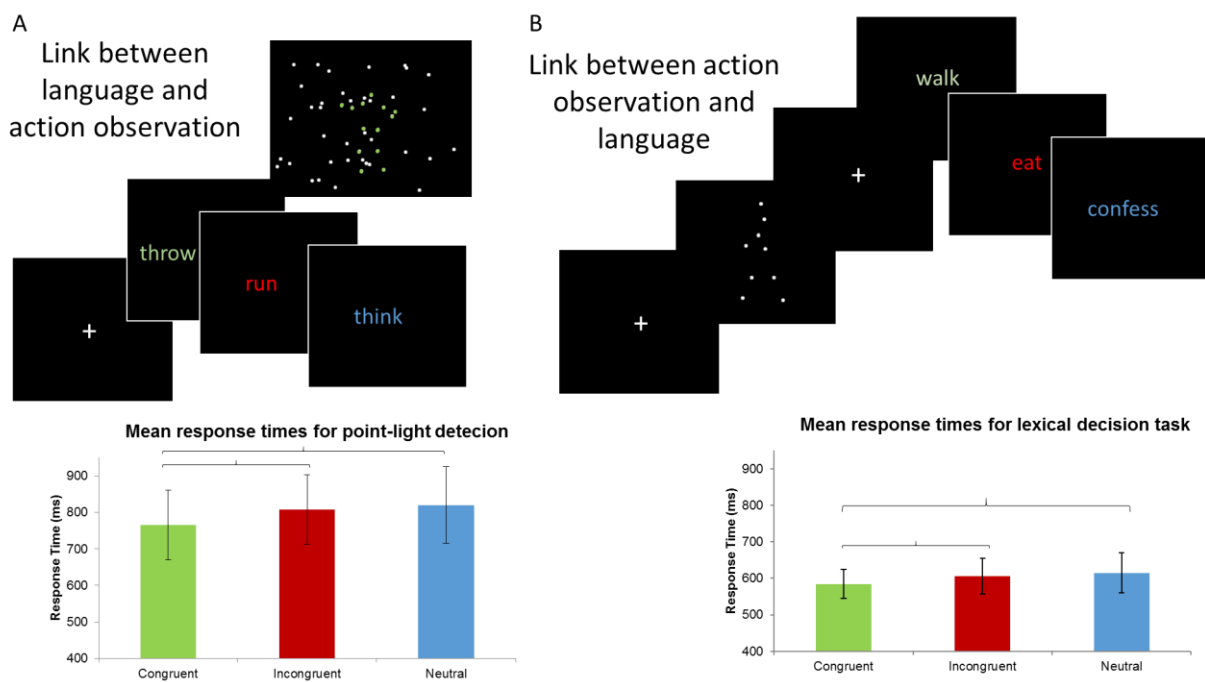 A
Link between
language and
action observation
throw
run
think
+
Mean response times for point-light detecion
Response Time (ms)
900
800
700
600
500
400
Congruent
Incongruent
Neutral
B
Link between action
observation and
language
walk
eat
confess
+
+
Mean response times for lexical decision task
Response Time (ms)
900
800
700
600
500
400
Congruent
Incongruent
Neutral